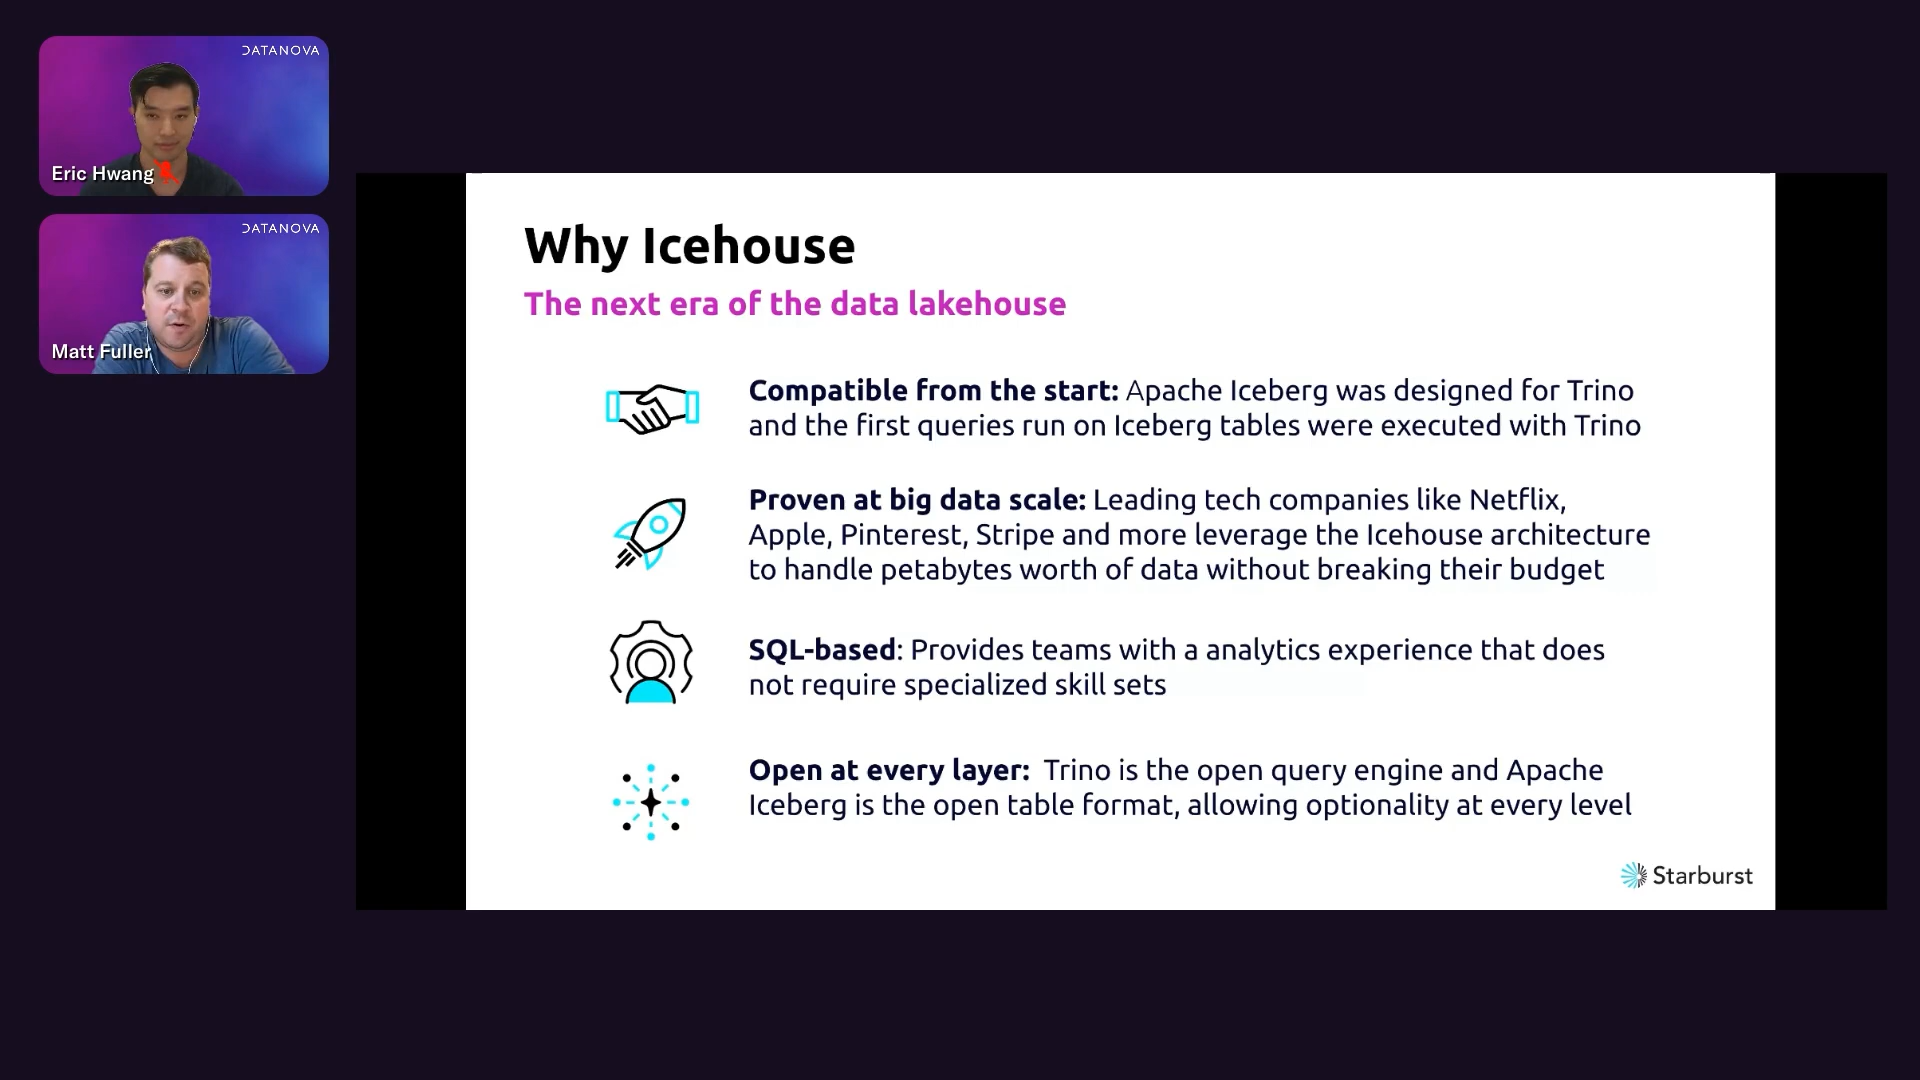 DATANOVA
Eric Hwang
DATANOVA
Matt Fuller
Why Icehouse
The next era of the data lakehouse
Compatible from the start: Apache Iceberg was designed for Trino
and the first queries run on Iceberg tables were executed with Trino
Proven at big data scale: Leading tech companies like Netflix,
Apple, Pinterest, Stripe and more leverage the Icehouse architecture
to handle petabytes worth of data without breaking their budget
SQL-based: Provides teams with a analytics experience that does
not require specialized skill sets
Open at every layer: Trino is the open query engine and Apache
Iceberg is the open table format, allowing optionality at every level
Starburst